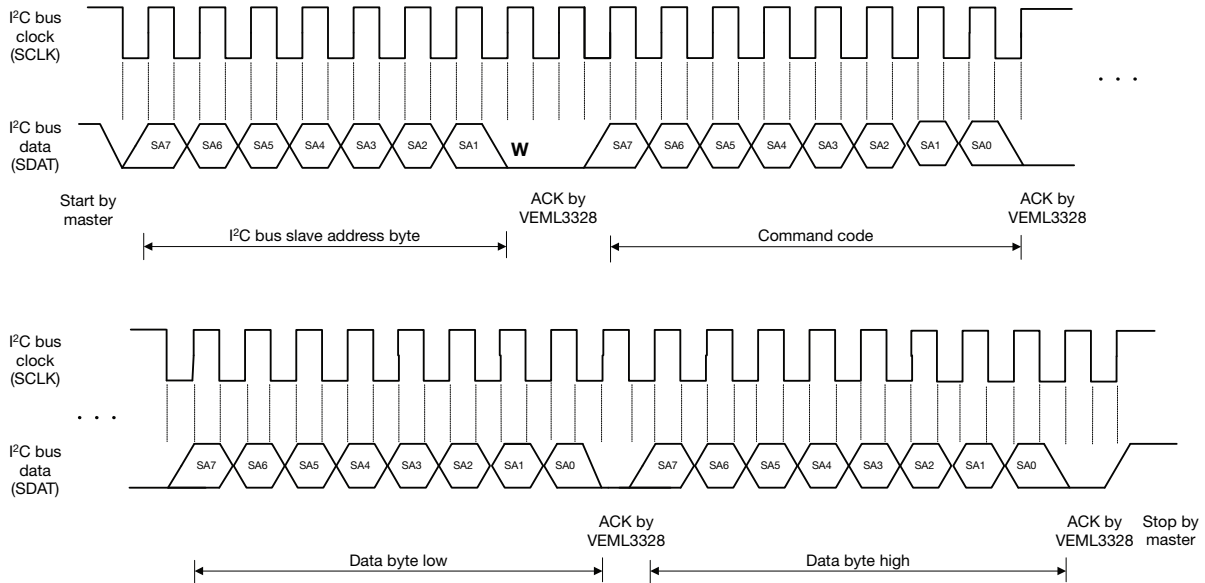 I²C bus
clock
(SCLK)
. . .
I²C bus
data
(SDAT)
SA7 SA6 SA5 SA4 SA3 SA2 SA1 W SA7 SA6 SA5 SA4 SA3 SA2 SA1 SA0
Start by
master
ACK by
VEML3328
ACK by
VEML3328
I²C bus slave address byte
Command code
I²C bus
clock
(SCLK)
. . .
I²C bus
data
(SDAT)
SA7 SA6 SA5 SA4 SA3 SA2 SA1 SA0 SA7 SA6 SA5 SA4 SA3 SA2 SA1 SA0
ACK by
VEML3328
ACK by
VEML3328
Stop by
master
Data byte low
Data byte high